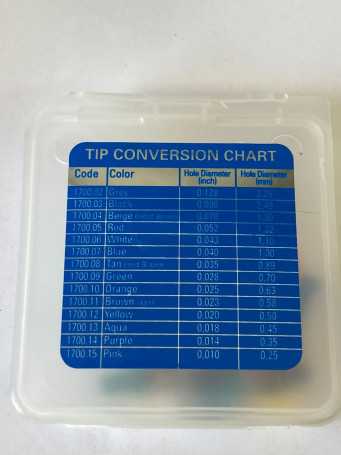 TIP CONVERSION CHART
Code Color Hole Diameter (inch) Hole Diameter (mm)
1700.02 Grey 0.128 3.25
1700.03 Black 0.098 2.49
1700.04 Beige 0.070 1.80
1700.05 Red 0.052 1.32
1700.06 White 0.043 1.10
1700.07 Blue 0.040 1.00
1700.08 Tan 0.035 0.89
1700.09 Green 0.028 0.70
1700.10 Orange 0.025 0.63
1700.11 Brown 0.023 0.58
1700.12 Yellow 0.020 0.50
1700.13 Aqua 0.018 0.45
1700.14 Purple 0.014 0.35
1700.15 Pink 0.010 0.25